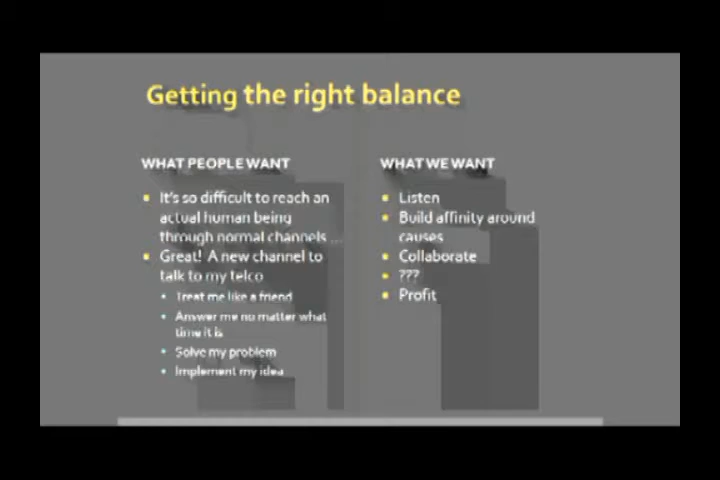 Getting the right balance
WHAT PEOPLE WANT
It's so difficult to reach an
actual human being
through normal channels ...
Great! A new channel to
talk to my telco
Treat me like a friend
Answer me no matter what
time it is
Solve my problem
Implement my idea
WHAT WE WANT
Listen
Build affinity around
causes
Collaborate
???
Profit